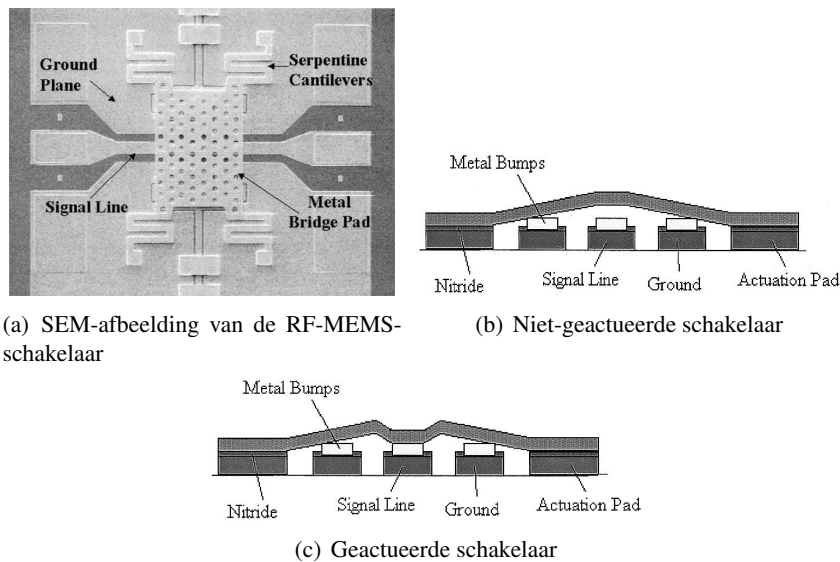 Ground
Plane
Serpentine
Cantilevers
Signal Line
Metal
Bridge Pad
(a) SEM-afbeelding van de RF-MEMS-
schakelaar
Metal Bumps
Signal Line
Ground
Nitride
Actuation Pad
(b) Niet-geactueerde schakelaar
Metal Bumps
Signal Line
Ground
Nitride
Actuation Pad
(c) Geactueerde schakelaar